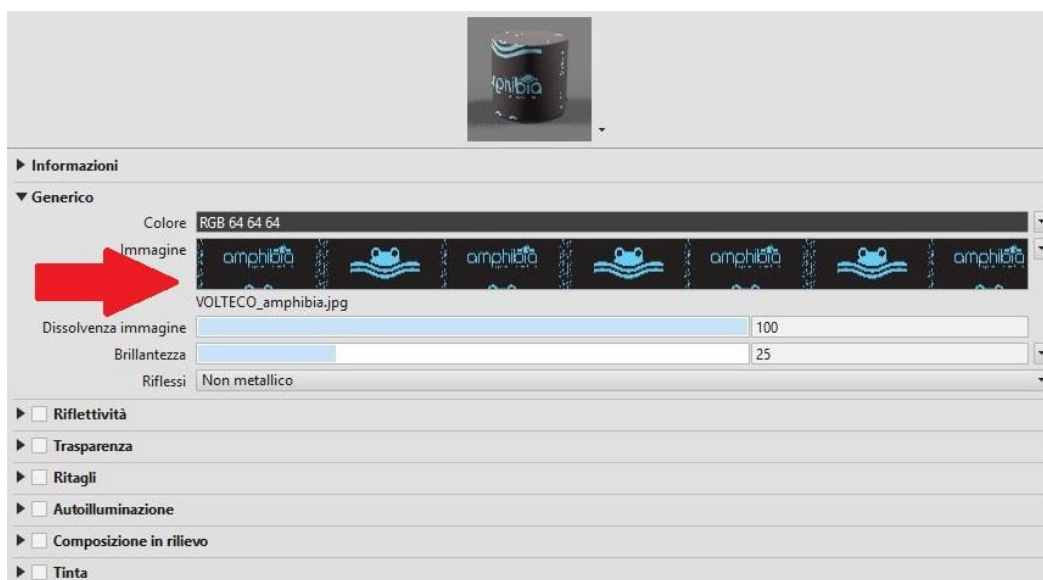 amphibia
Informazioni
Generico
Colore RGB 64 64 64
Immagine amphibia amphibia amphibia amphibia
VOLTECO_amphibia.jpg
Dissolvenza immagine 100
Brillantezza 25
Riflessi Non metallico
Riflettività
Trasparenza
Ritagli
Autoilluminazione
Composizione in rilievo
Tinta